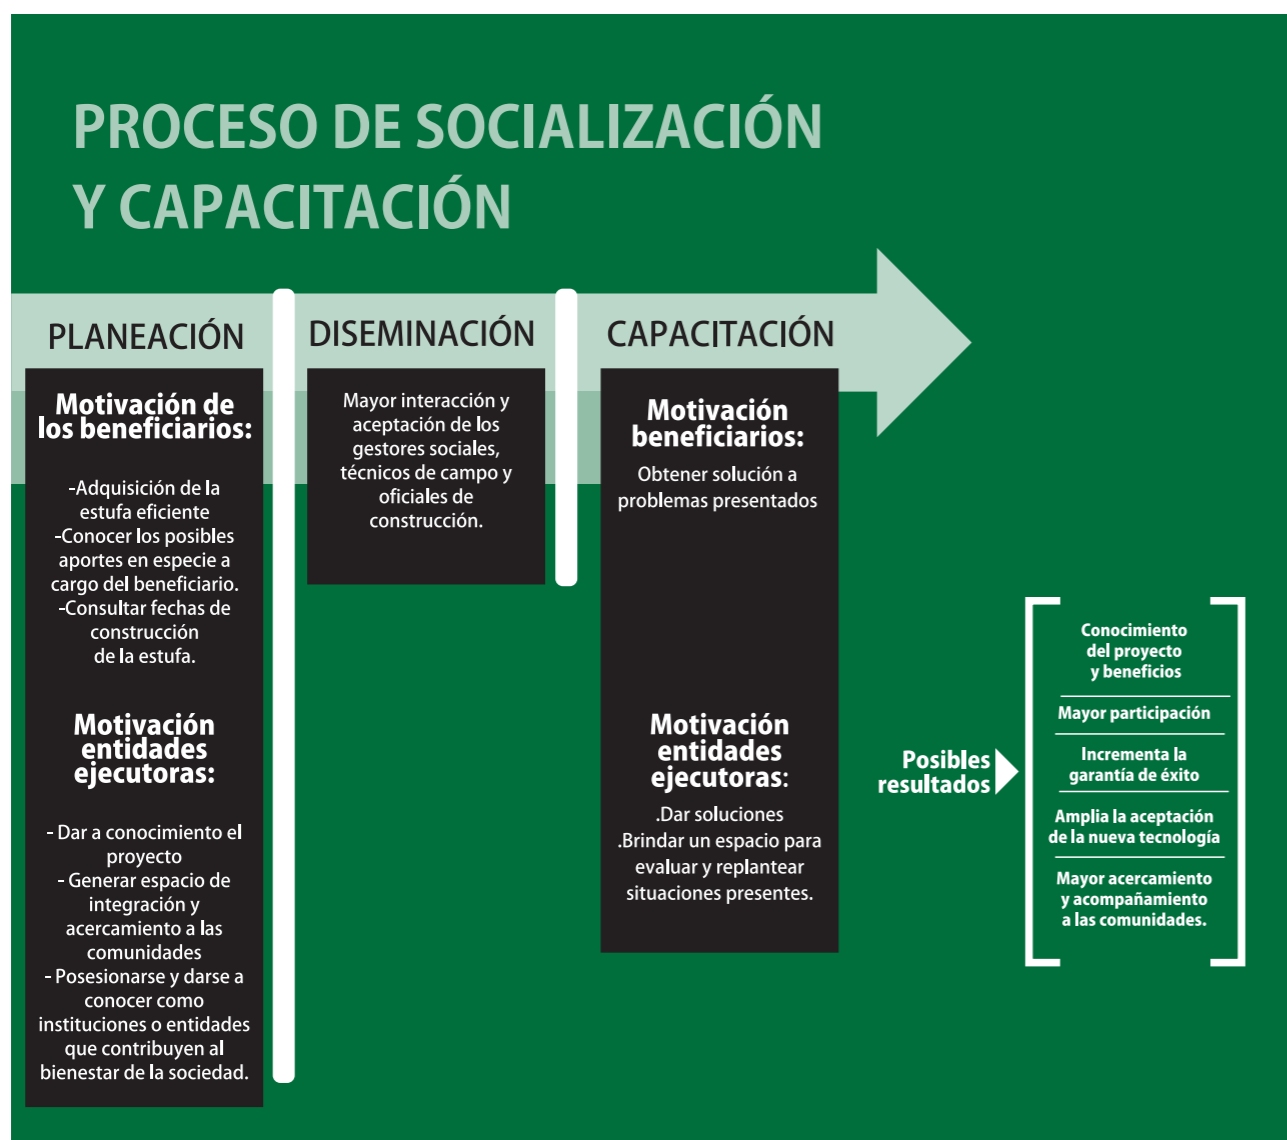 PROCESO DE SOCIALIZACIÓN
Y CAPACITACIÓN
PLANEACIÓN
Motivación de
los beneficiarios:
-Adquisición de la
estufa eficiente
-Conocer los posibles
aportes en especie a
cargo del beneficiario.
-Consultar fechas de
construcción
de la estufa.
Motivación
entidades
ejecutoras:
- Dar a conocimiento el
proyecto
- Generar espacio de
integración y
acercamiento a las
comunidades
- Posesionarse y darse a
conocer como
instituciones o entidades
que contribuyen al
bienestar de la sociedad.
DISEMINACIÓN
Mayor interacción y
aceptación de los
gestores sociales,
técnicos de campo y
oficiales de
construcción.
CAPACITACIÓN
Motivación
beneficiarios:
Obtener solución a
problemas presentados
Motivación
entidades
ejecutoras:
.Dar soluciones
.Brindar un espacio para
evaluar y replantear
situaciones presentes.
Posibles
resultados
Conocimiento
del proyecto
y beneficios
Mayor participación
Incrementa la
garantía de éxito
Amplia la aceptación
de la nueva tecnología
Mayor acercamiento
y acompañamiento
a las comunidades.